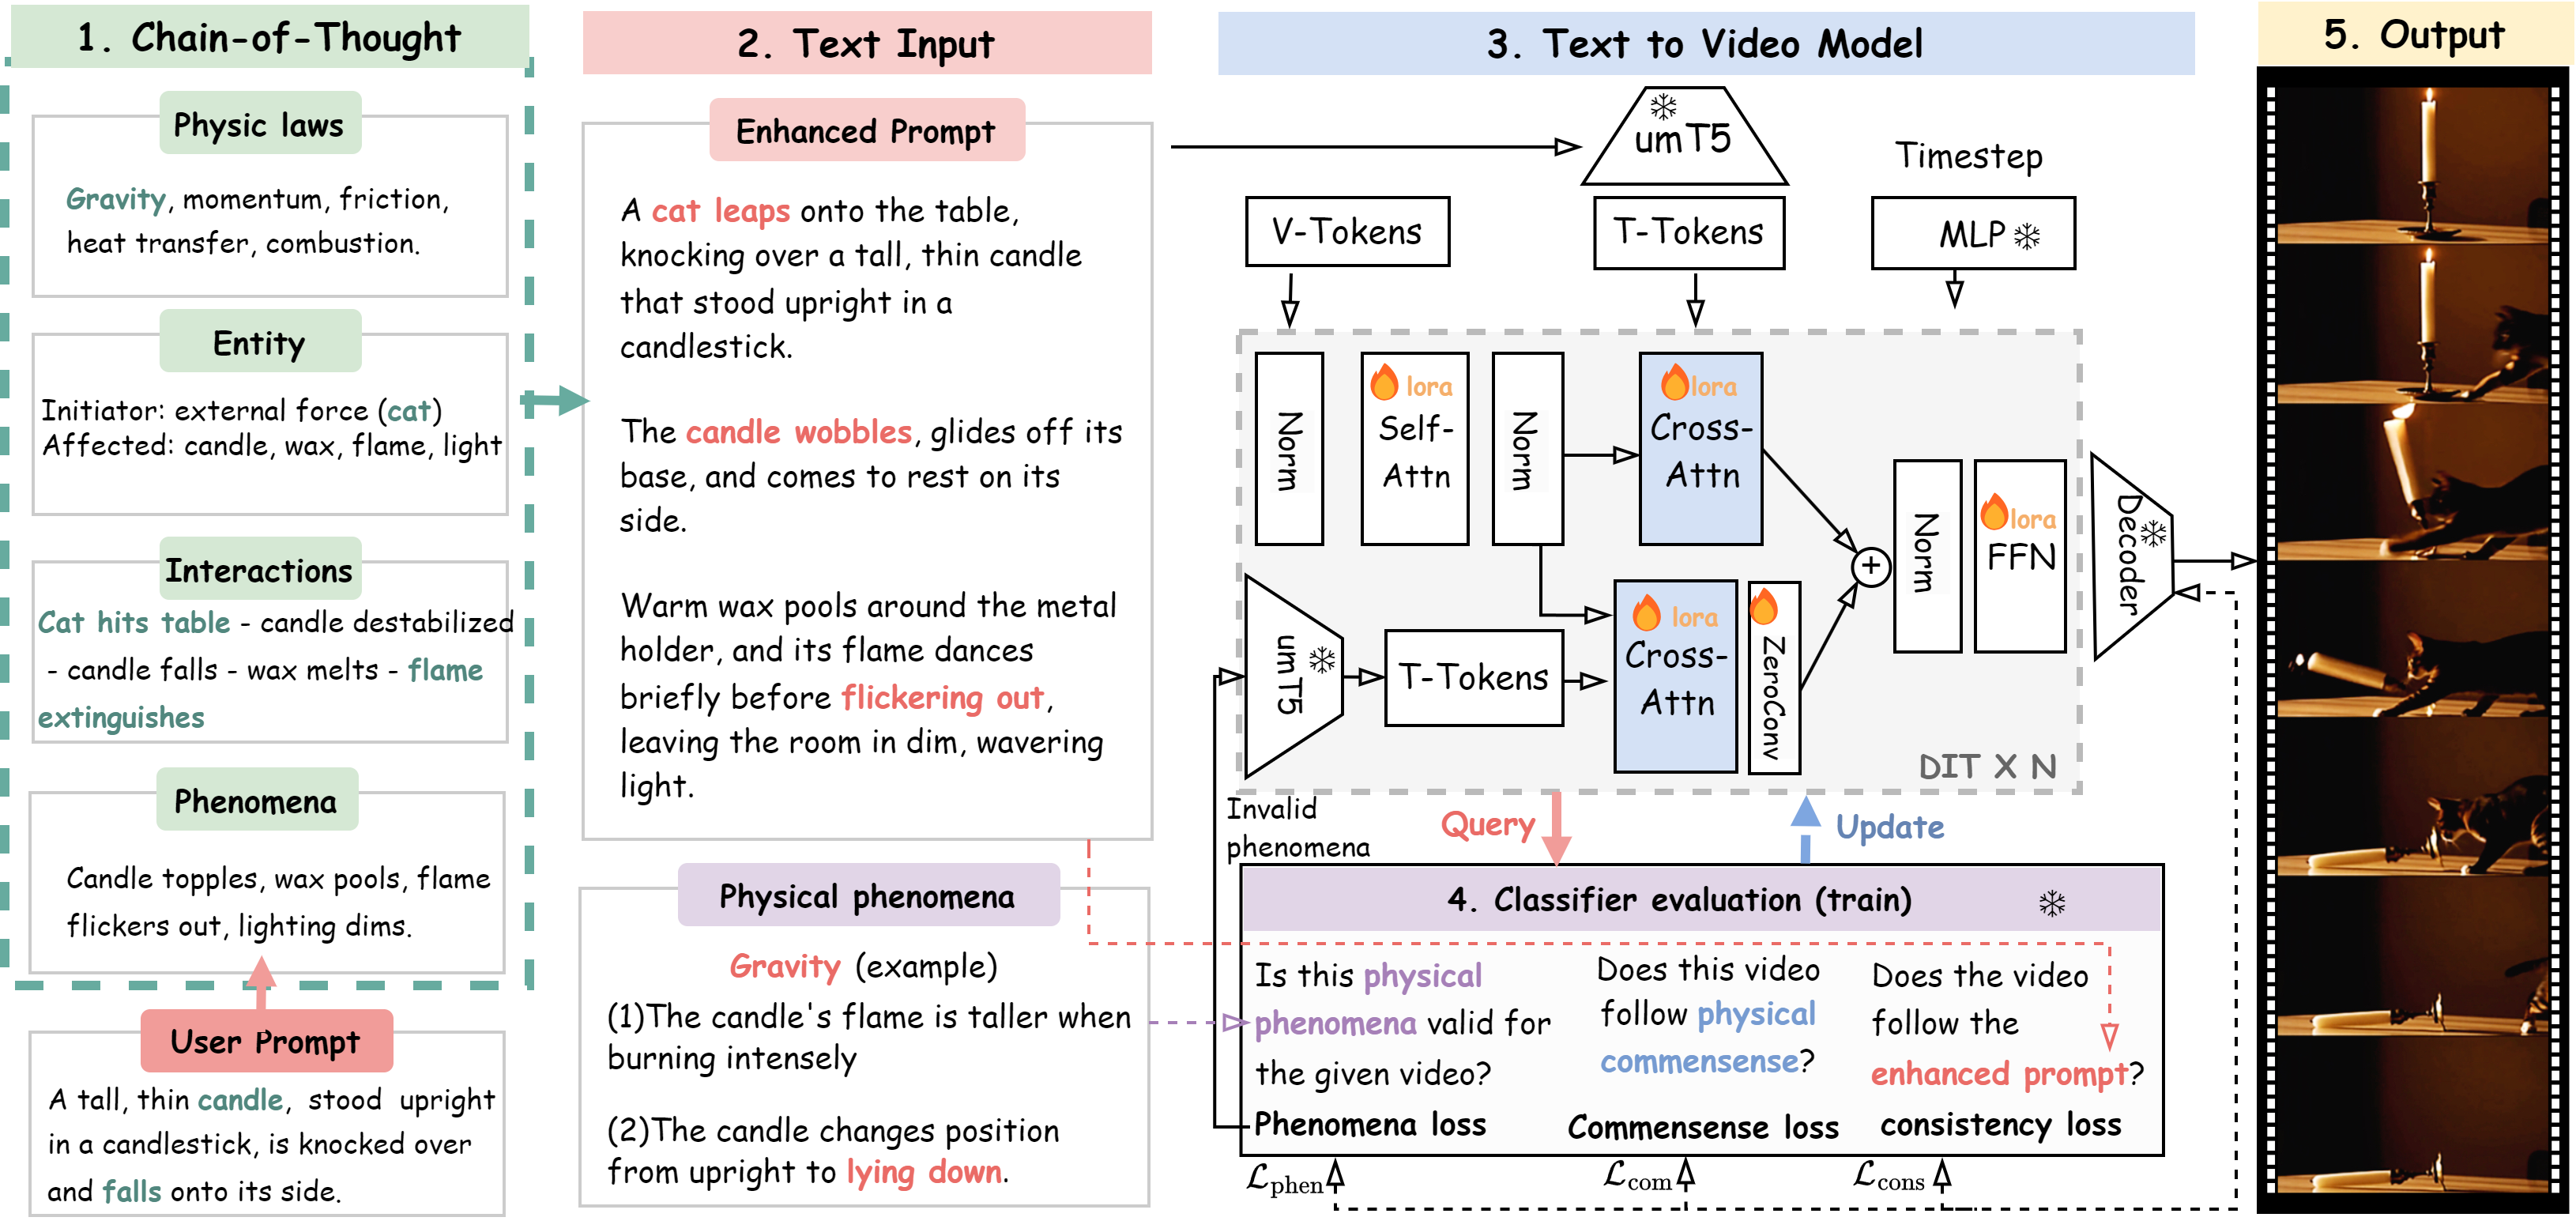 1. Chain-of-Thought
Physic laws
Gravity, momentum, friction,
heat transfer, combustion.
Entity
Initiator: external force (cat)
Affected: candle, wax, flame, light
Interactions
Cat hits table - candle destabilized
- candle falls - wax melts - flame
extinguishes
Phenomena
Candle topples, wax pools, flame
flickers out, lighting dims.
User Prompt
A tall, thin candle, stood upright
in a candlestick, is knocked over
and falls onto its side.
2. Text Input
Enhanced Prompt
A cat leaps onto the table,
knocking over a tall, thin candle
that stood upright in a
candlestick.
The candle wobbles, glides off its
base, and comes to rest on its
side.
Warm wax pools around the metal
holder, and its flame dances
briefly before flickering out,
leaving the room in dim, wavering
light.
Physical phenomena
Gravity (example)
(1)The candle's flame is taller when
burning intensely
(2)The candle changes position
from upright to lying down.
3. Text to Video Model
umT5
Timestep
V-Tokens
T-Tokens
MLP
Norm
lora
Self-
Attn
Norm
lora
Cross-
Attn
umT5
T-Tokens
lora
Cross-
Attn
ZeroConv
+
Norm
lora
FFN
DIT X N
Decoder
Invalid
phenomena
Query
Update
4. Classifier evaluation (train)
Is this physical
phenomena valid for
the given video?
Phenomena loss
Does this video
follow physical
commensense?
Commensense loss
Does the video
follow the
enhanced prompt?
consistency loss
ℒphen
ℒcom
ℒcons
5. Output